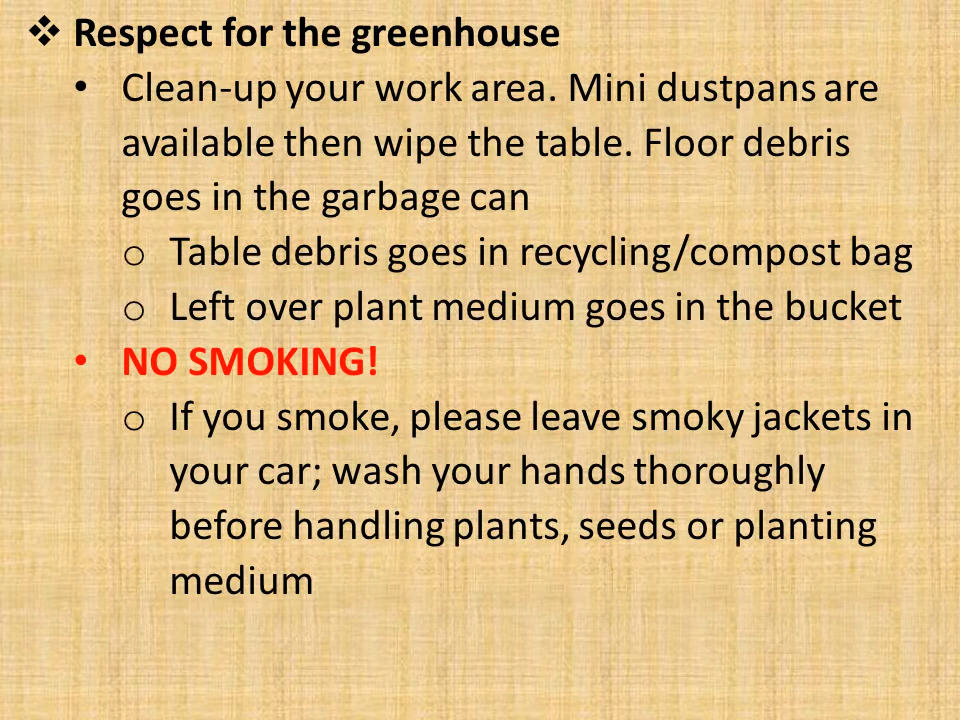 ❖ Respect for the greenhouse
• Clean-up your work area. Mini dustpans are
available then wipe the table. Floor debris
goes in the garbage can
o Table debris goes in recycling/compost bag
o Left over plant medium goes in the bucket
• NO SMOKING!
o If you smoke, please leave smoky jackets in
your car; wash your hands thoroughly
before handling plants, seeds or planting
medium